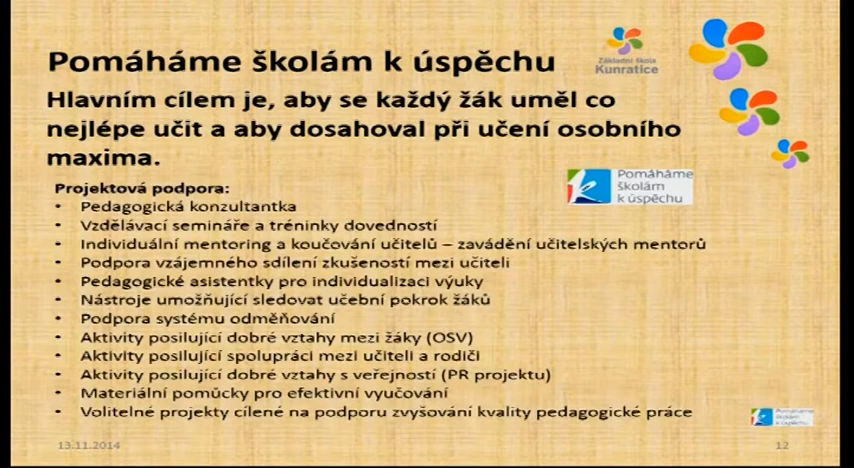 Pomáháme školám k úspěchu
Základní škola
Kunratice
Hlavním cílem je, aby se každý žák uměl co
nejlépe učit a aby dosahoval při učení osobního
maxima.
Pomáháme
školám
k úspěchu
Projektová podpora:
• Pedagogická konzultantka
• Vzdělávací semináře a tréninky dovedností
• Individuální mentoring a koučování učitelů – zavádění učitelských mentorů
• Podpora vzájemného sdílení zkušeností mezi učiteli
• Pedagogické asistentky pro individualizaci výuky
• Nástroje umožňující sledovat učební pokrok žáků
• Podpora systému odměňování
• Aktivity posilující dobré vztahy mezi žáky (OSV)
• Aktivity posilující spolupráci mezi učiteli a rodiči
• Aktivity posilující dobré vztahy s veřejností (PR projektu)
• Materiální pomůcky pro efektivní vyučování
• Volitelné projekty cílené na podporu zvyšování kvality pedagogické práce
Pomáháme
školám
k úspěchu
13.11.2014
12